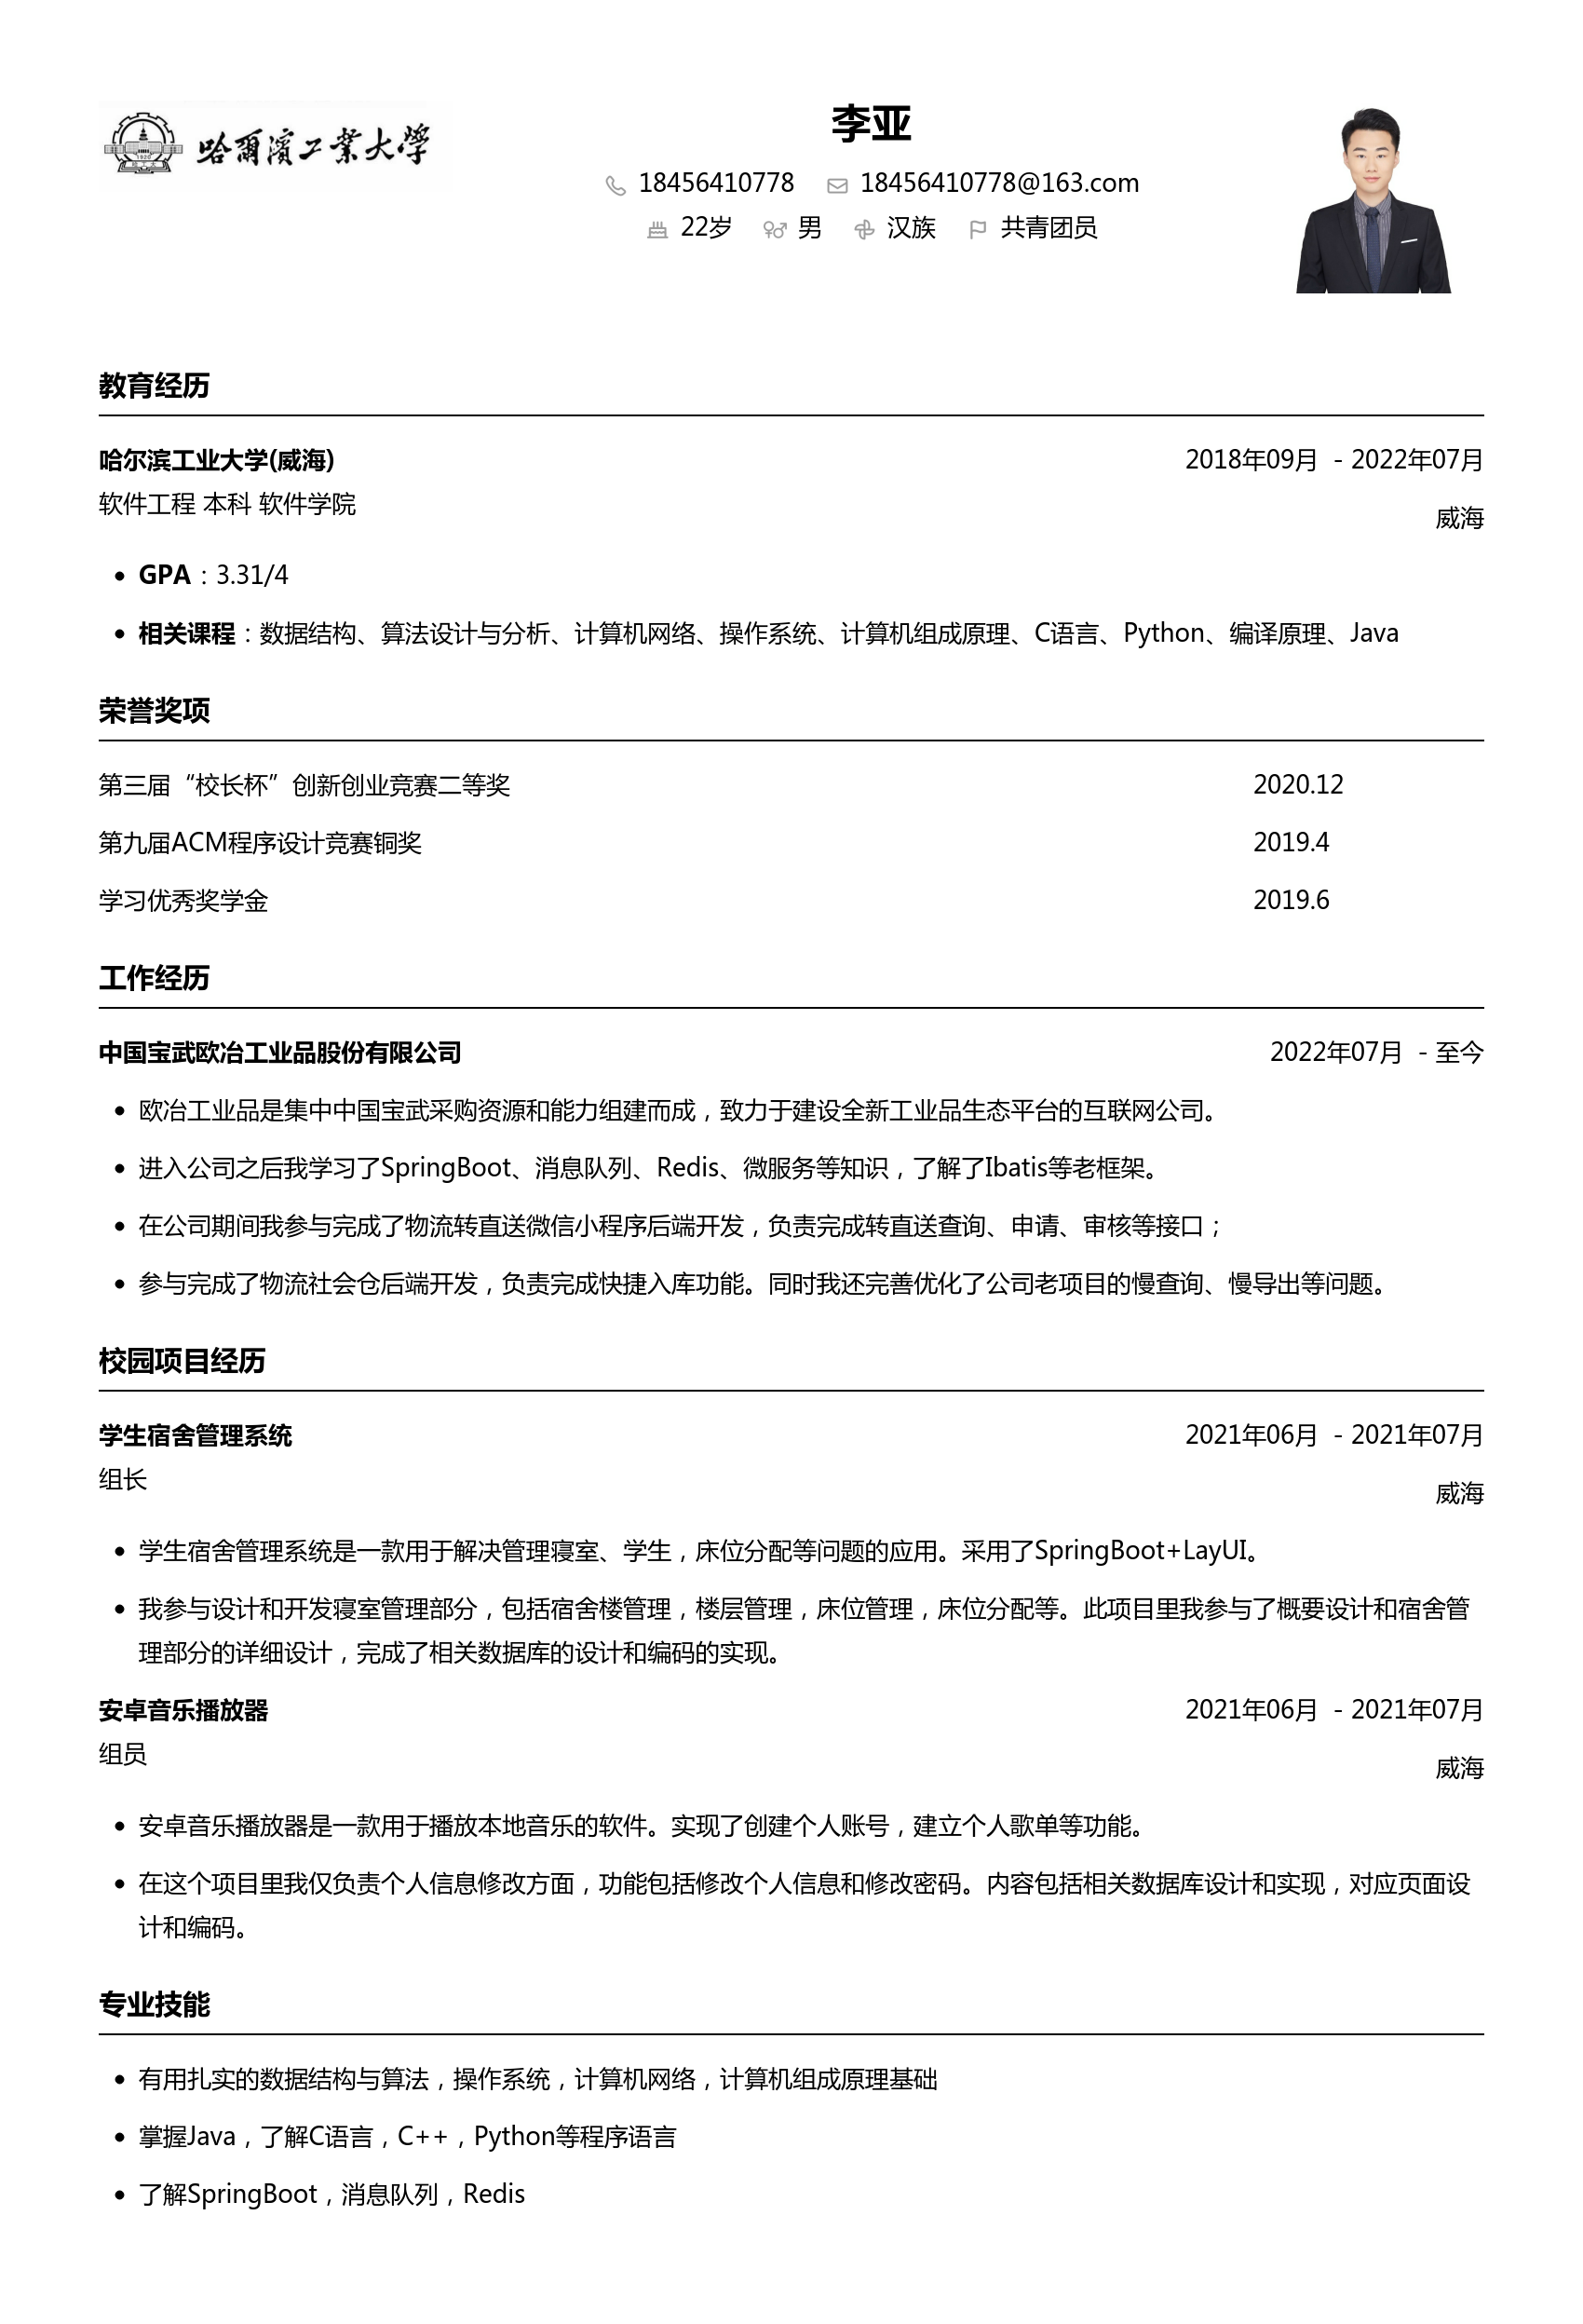 哈爾濱工業大學
1920
李亚
18456410778 18456410778@163.com
22岁 男 汉族 共青团员
教育经历
哈尔滨工业大学(威海) 2018年09月 - 2022年07月
软件工程 本科 软件学院
威海
GPA：3.31/4
相关课程：数据结构、算法设计与分析、计算机网络、操作系统、计算机组成原理、C语言、Python、编译原理、Java
荣誉奖项
第三届“校长杯”创新创业竞赛二等奖 2020.12
第九届ACM程序设计竞赛铜奖 2019.4
学习优秀奖学金 2019.6
工作经历
中国宝武欧冶工业品股份有限公司 2022年07月 - 至今
欧冶工业品是集中中国宝武采购资源和能力组建而成，致力于建设全新工业品生态平台的互联网公司。
进入公司之后我学习了SpringBoot、消息队列、Redis、微服务等知识，了解了Ibatis等老框架。
在公司期间我参与完成了物流转直送微信小程序后端开发，负责完成转直送查询、申请、审核等接口；
参与完成了物流社会仓后端开发，负责完成快捷入库功能。同时我还完善优化了公司老项目的慢查询、慢导出等问题。
校园项目经历
学生宿舍管理系统 2021年06月 - 2021年07月
组长
威海
学生宿舍管理系统是一款用于解决管理寝室、学生，床位分配等问题的应用。采用了SpringBoot+LayUI。
我参与设计和开发寝室管理部分，包括宿舍楼管理，楼层管理，床位管理，床位分配等。此项目里我参与了概要设计和宿舍管
理部分的详细设计，完成了相关数据库的设计和编码的实现。
安卓音乐播放器 2021年06月 - 2021年07月
组员
威海
安卓音乐播放器是一款用于播放本地音乐的软件。实现了创建个人账号，建立个人歌单等功能。
在这个项目里我仅负责个人信息修改方面，功能包括修改个人信息和修改密码。内容包括相关数据库设计和实现，对应页面设
计和编码。
专业技能
有用扎实的数据结构与算法，操作系统，计算机网络，计算机组成原理基础
掌握Java，了解C语言，C++，Python等程序语言
了解SpringBoot，消息队列，Redis